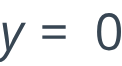 y = 0